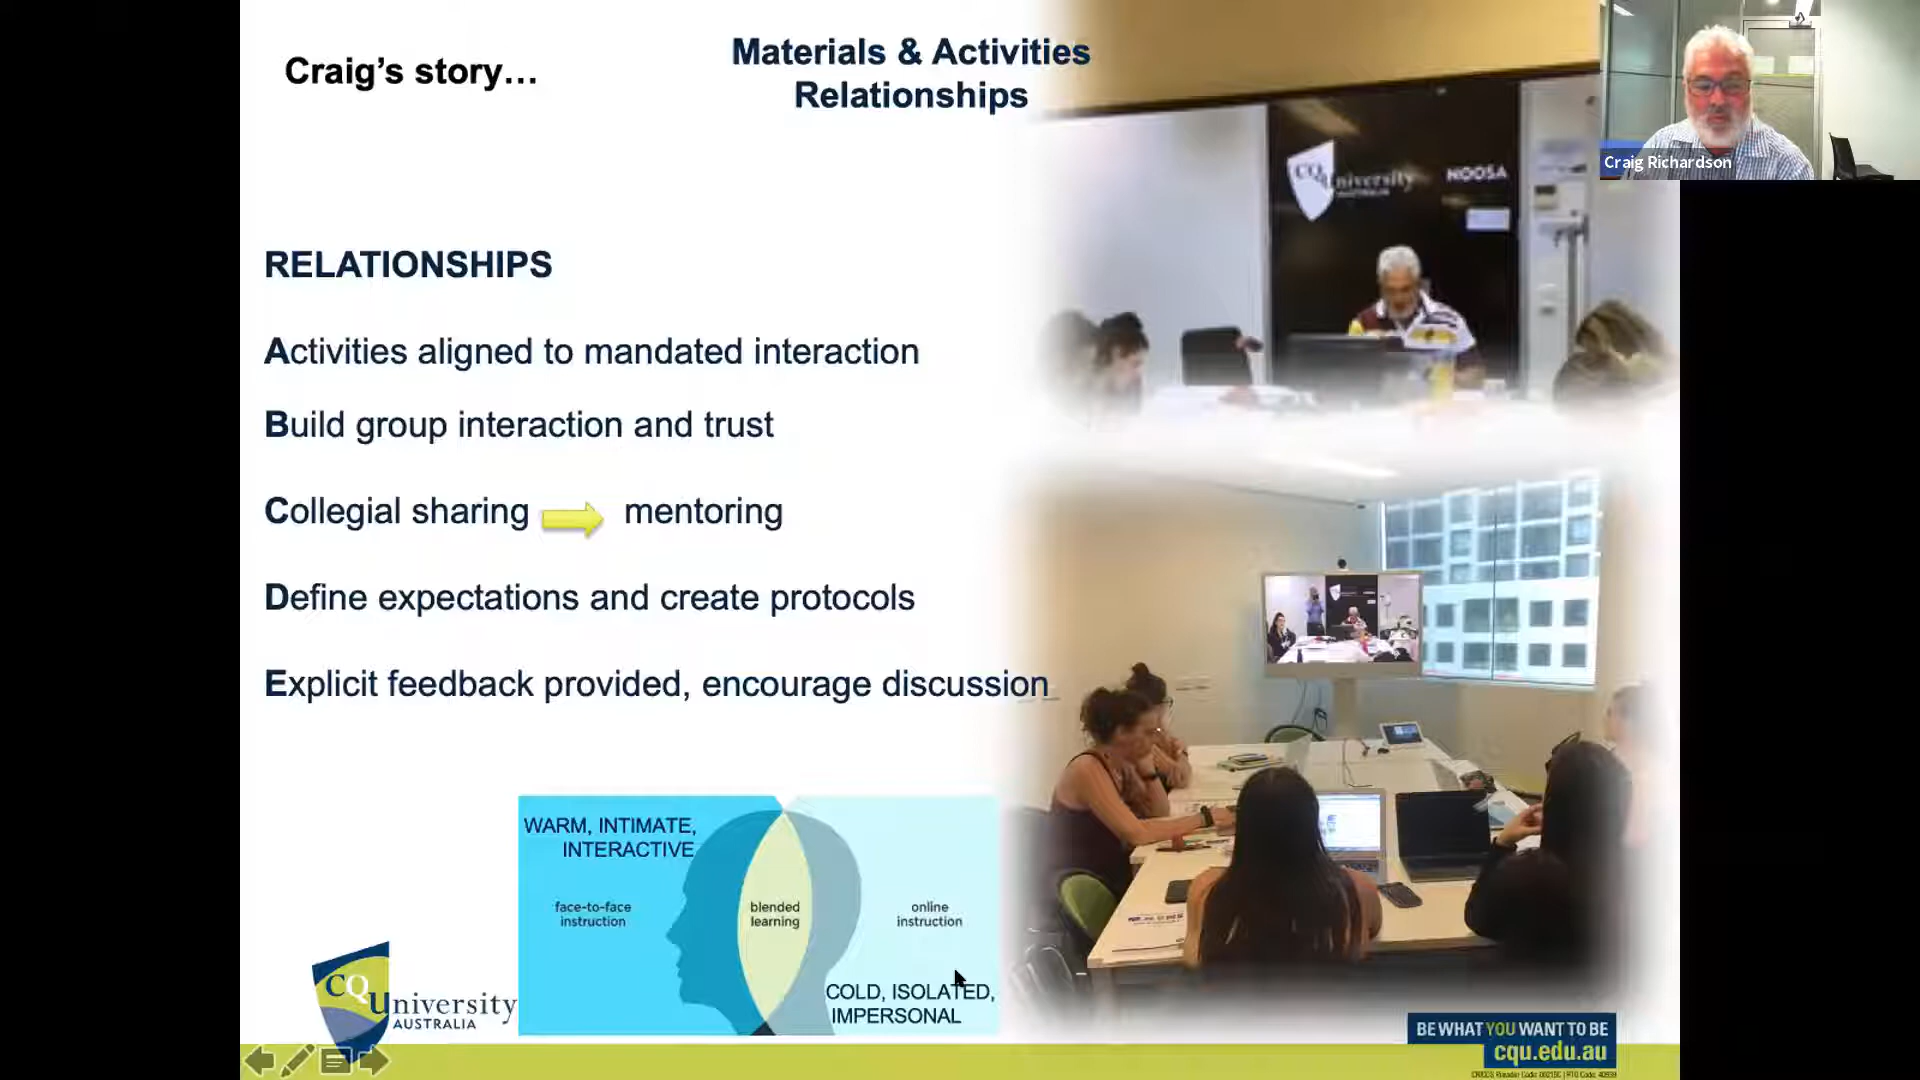 Craig’s story…
Materials & Activities
Relationships
Craig Richardson
CQUniversity
AUSTRALIA
NOOSA
RELATIONSHIPS
Activities aligned to mandated interaction
Build group interaction and trust
Collegial sharing mentoring
Define expectations and create protocols
Explicit feedback provided, encourage discussion
WARM, INTIMATE,
INTERACTIVE
face-to-face
instruction
blended
learning
online
instruction
COLD, ISOLATED,
IMPERSONAL
CQUniversity
AUSTRALIA
BE WHAT YOU WANT TO BE
cqu.edu.au